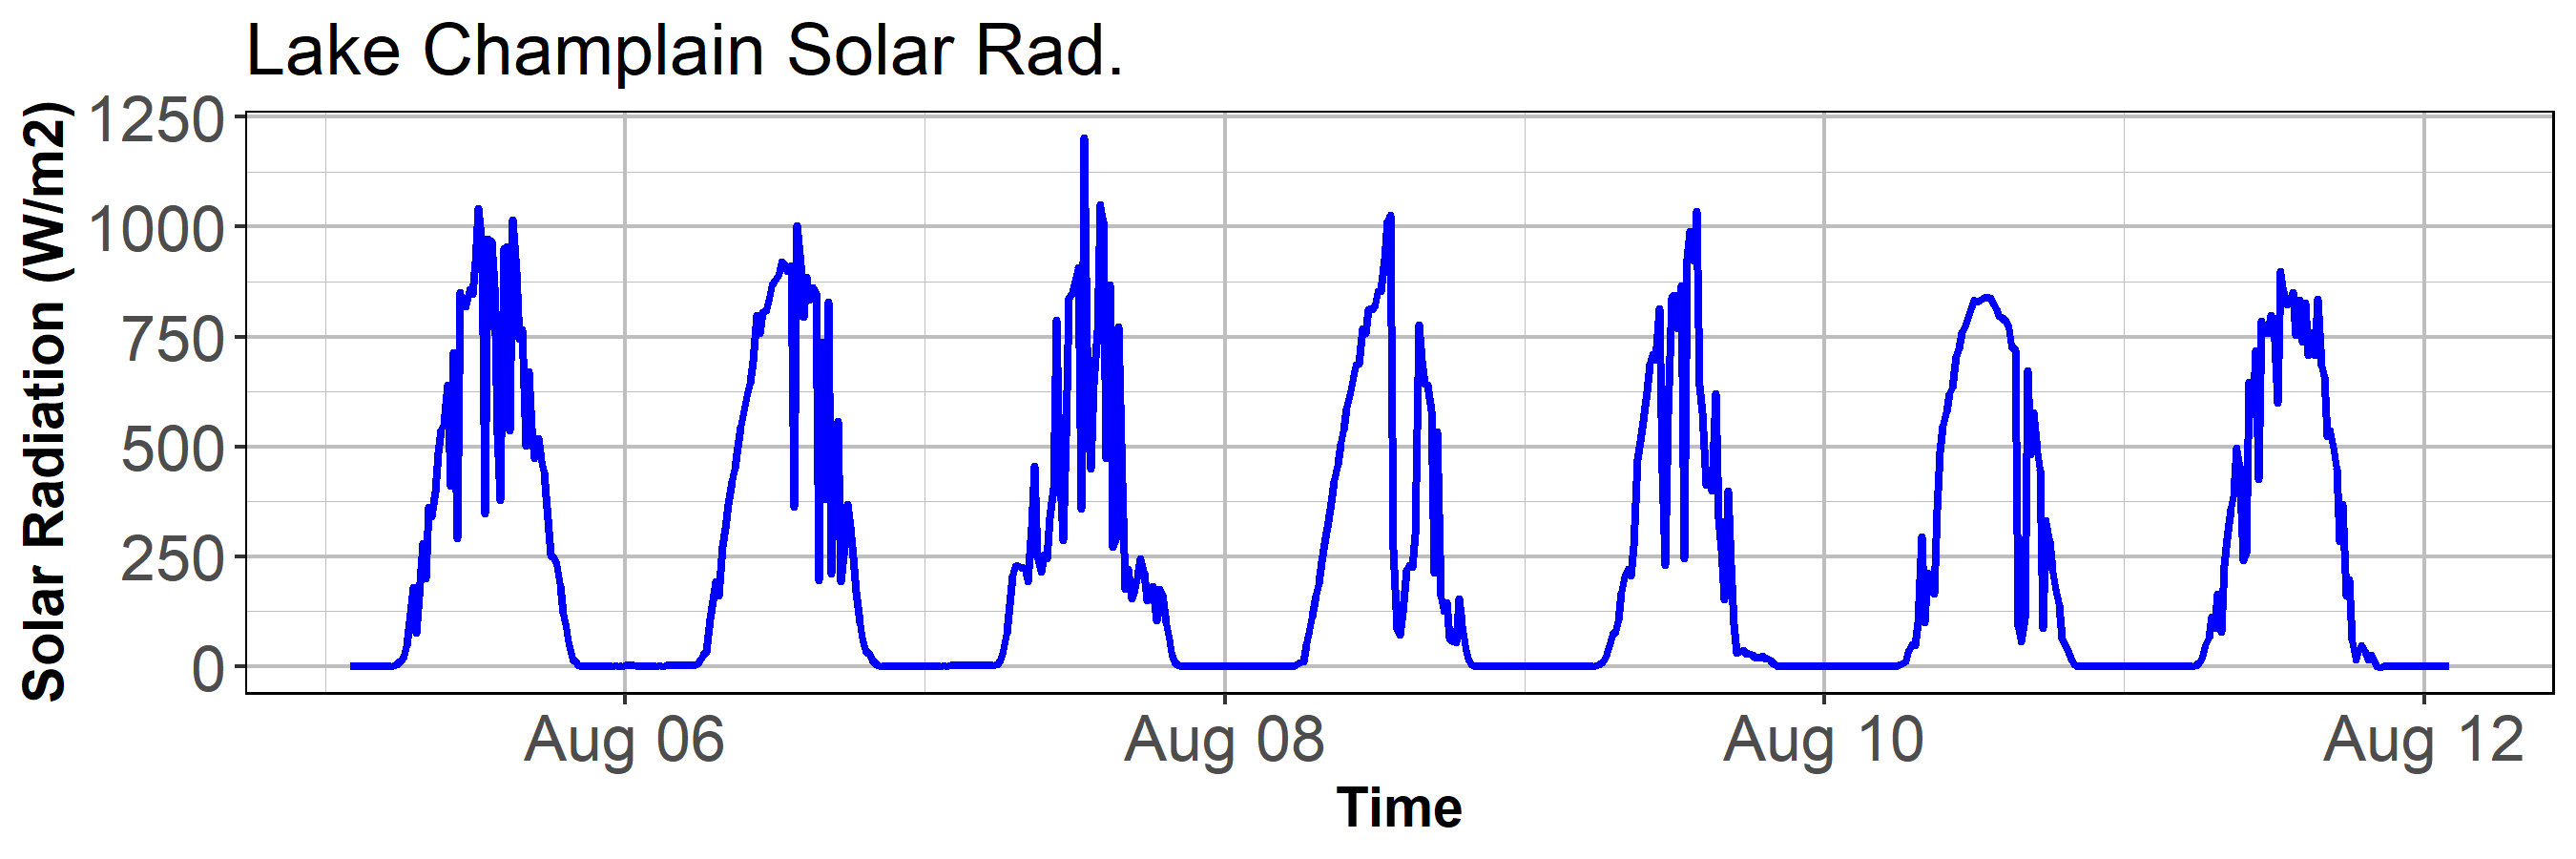 Lake Champlain Solar Rad.
Solar Radiation (W/m2)
1250
1000
750
500
250
0
Aug 06 Aug 08 Aug 10 Aug 12
Time